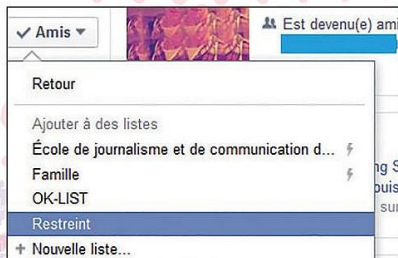 Amis
Est devenu(e) ami
Retour
Ajouter à des listes
École de journalisme et de communication d...
Famille
OK-LIST
Restreint
+ Nouvelle liste...